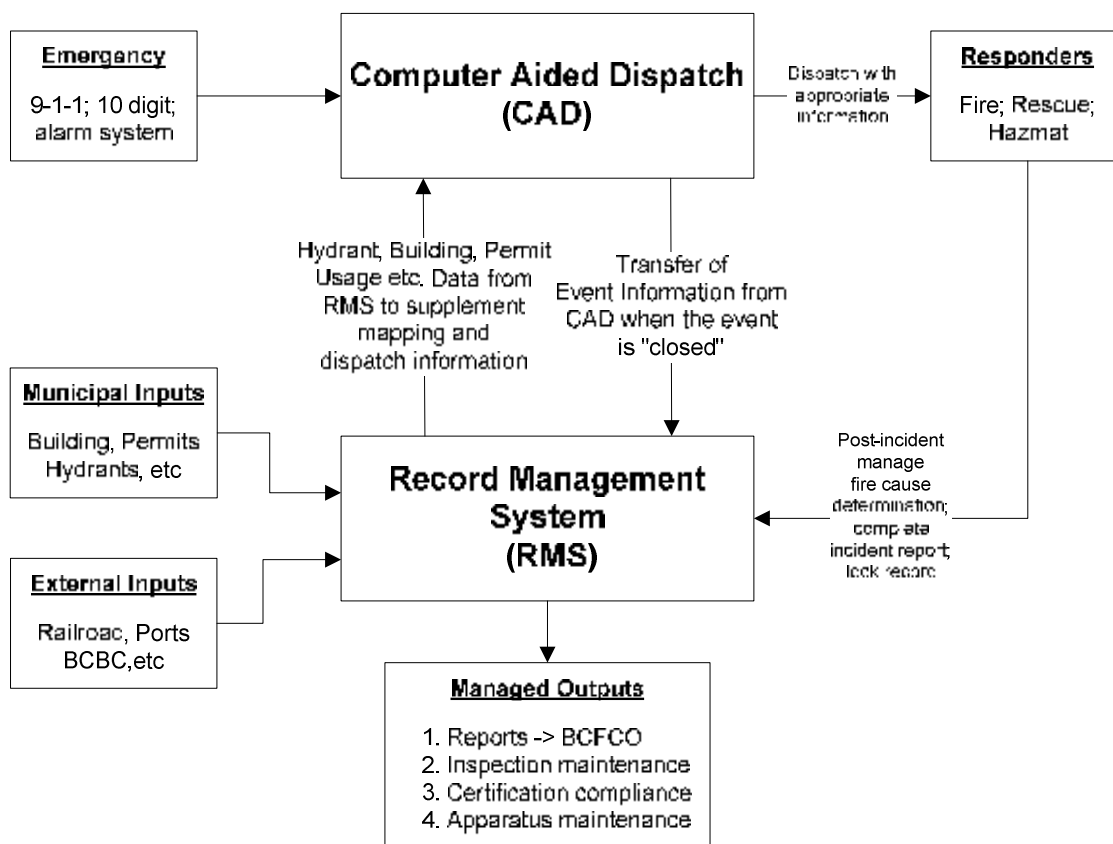 Emergency
9-1-1; 10 digit;
alarm system
Computer Aided Dispatch
(CAD)
Dispatch with
appropriate
information
Responders
Fire; Rescue;
Hazmat
Hydrant, Building, Permit
Usage etc. Data from
RMS to supplement
mapping and
dispatch information
Transfer of
Event Information from
CAD when the event
is "closed"
Municipal Inputs
Building, Permits
Hydrants, etc
Record Management
System
(RMS)
Post-incident
manage
fire cause
determination;
complete
incident report;
lock record
External Inputs
Railroad, Ports
BCBC,etc
Managed Outputs
1. Reports -> BCFCO
2. Inspection maintenance
3. Certification compliance
4. Apparatus maintenance